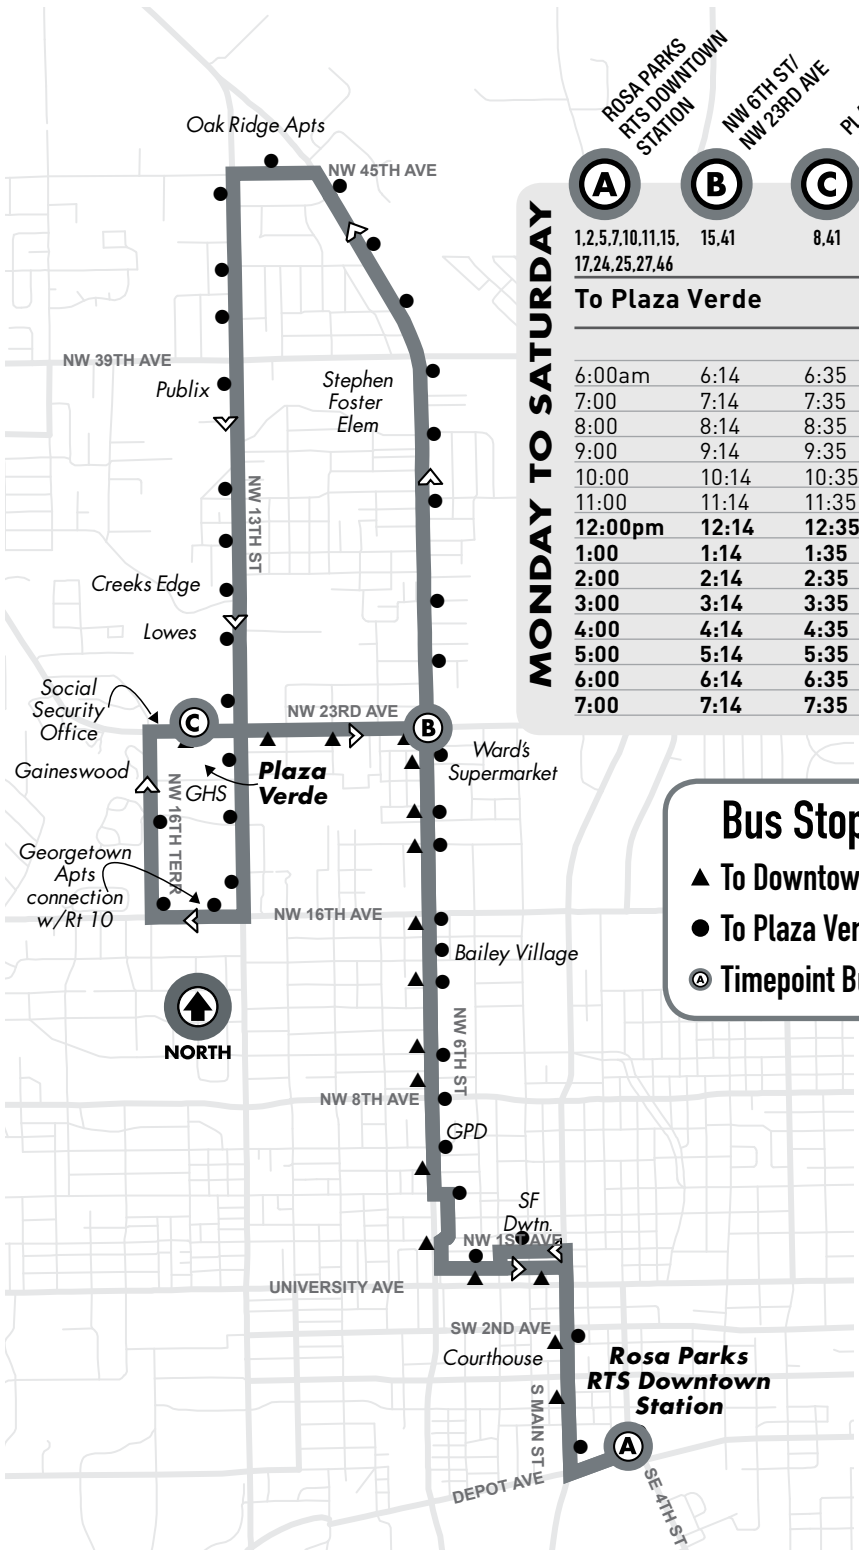 ROSA PARKS
RTS DOWNTOWN
STATION
NW 6TH ST/
NW 23RD AVE
A
B
C
MONDAY TO SATURDAY
1,2,5,7,10,11,15,
17,24,25,27,46
15,41
8,41
To Plaza Verde
6:00am 6:14 6:35
7:00 7:14 7:35
8:00 8:14 8:35
9:00 9:14 9:35
10:00 10:14 10:35
11:00 11:14 11:35
12:00pm 12:14 12:35
1:00 1:14 1:35
2:00 2:14 2:35
3:00 3:14 3:35
4:00 4:14 4:35
5:00 5:14 5:35
6:00 6:14 6:35
7:00 7:14 7:35
Oak Ridge Apts
NW 45TH AVE
NW 39TH AVE
Publix
Stephen
Foster
Elem
NW 13TH ST
Creeks Edge
Lowes
Social
Security
Office
C
NW 23RD AVE
B
Gaineswood
NW 16TH TERR
GHS
Plaza
Verde
Ward's
Supermarket
Georgetown
Apts
connection
w/Rt 10
NW 16TH AVE
Bailey Village
NORTH
NW 6TH ST
NW 8TH AVE
GPD
SF
Dwtn.
NW 1ST AVE
UNIVERSITY AVE
SW 2ND AVE
Courthouse
Rosa Parks
RTS Downtown
Station
S MAIN ST
A
DEPOT AVE
SE 4TH ST
Bus Stop
To Downtow
To Plaza Ver
A Timepoint B